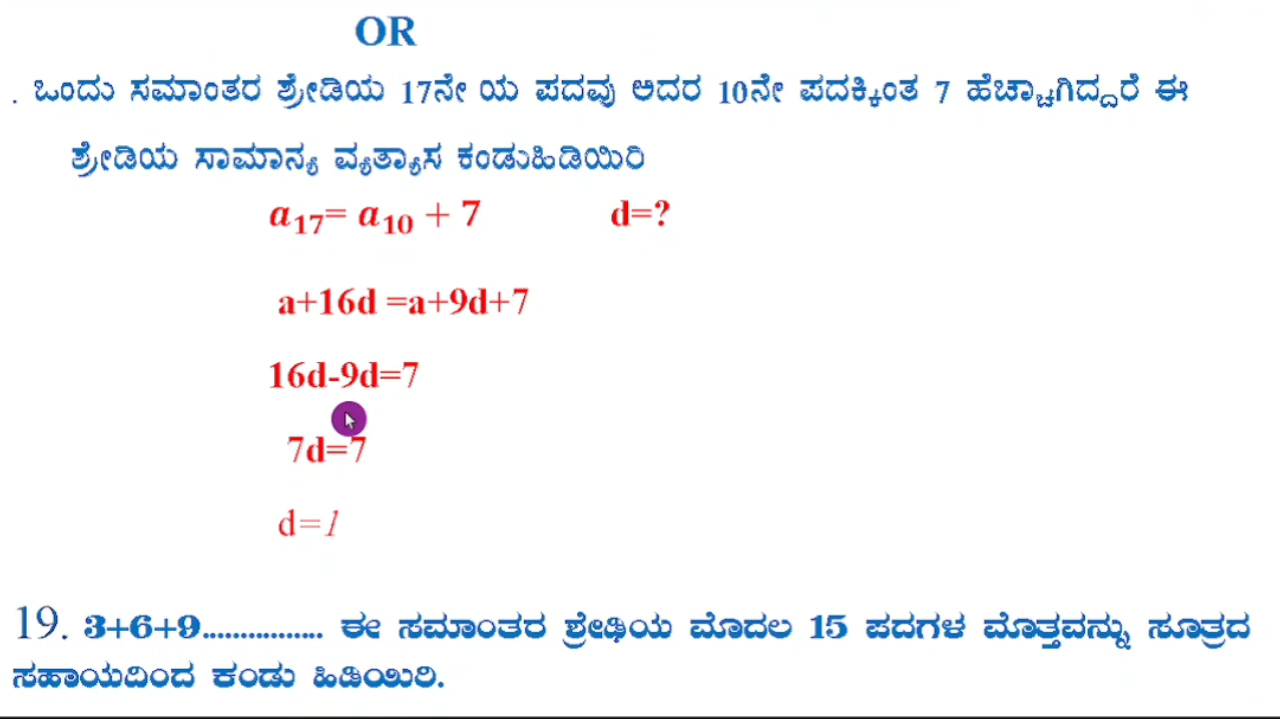 OR
. ಒಂದು ಸಮಾಂತರ ಶ್ರೇಡಿಯ 17ನೇ ಯ ಪದವು ಅದರ 10ನೇ ಪದಕ್ಕಿಂತ 7 ಹೆಚ್ಚಾಗಿದ್ದರೆ ಈ
ಶ್ರೇಡಿಯ ಸಾಮಾನ್ಯ ವ್ಯತ್ಯಾಸ ಕಂಡುಹಿಡಿಯಿರಿ
a₁₇= a₁₀ + 7 d=?
a+16d =a+9d+7
16d-9d=7
7d=7
d=1
19. 3+6+9................ ಈ ಸಮಾಂತರ ಶ್ರೇಢಿಯ ಮೊದಲ 15 ಪದಗಳ ಮೊತ್ತವನ್ನು ಸೂತ್ರದ
ಸಹಾಯದಿಂದ ಕಂಡು ಹಿಡಿಯಿರಿ.